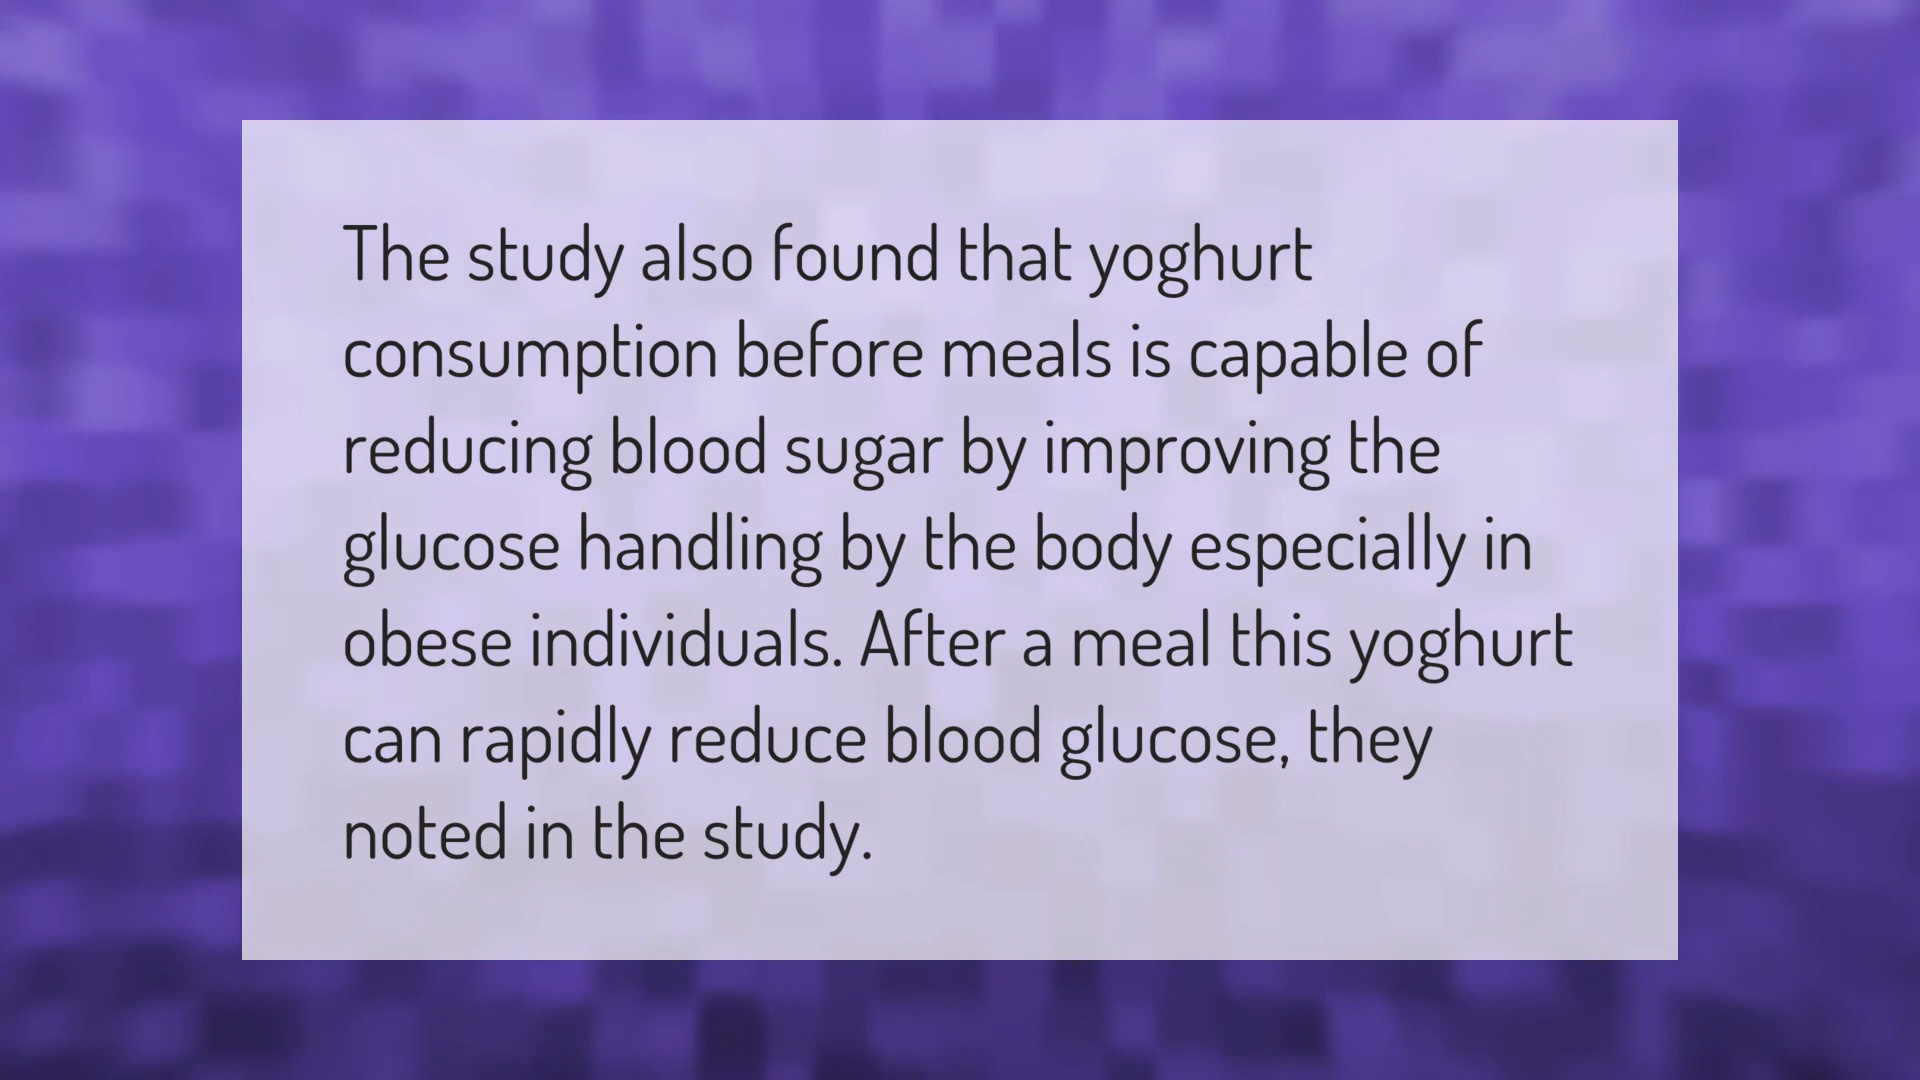 The study also found that yoghurt
consumption before meals is capable of
reducing blood sugar by improving the
glucose handling by the body especially in
obese individuals. After a meal this yoghurt
can rapidly reduce blood glucose, they
noted in the study.